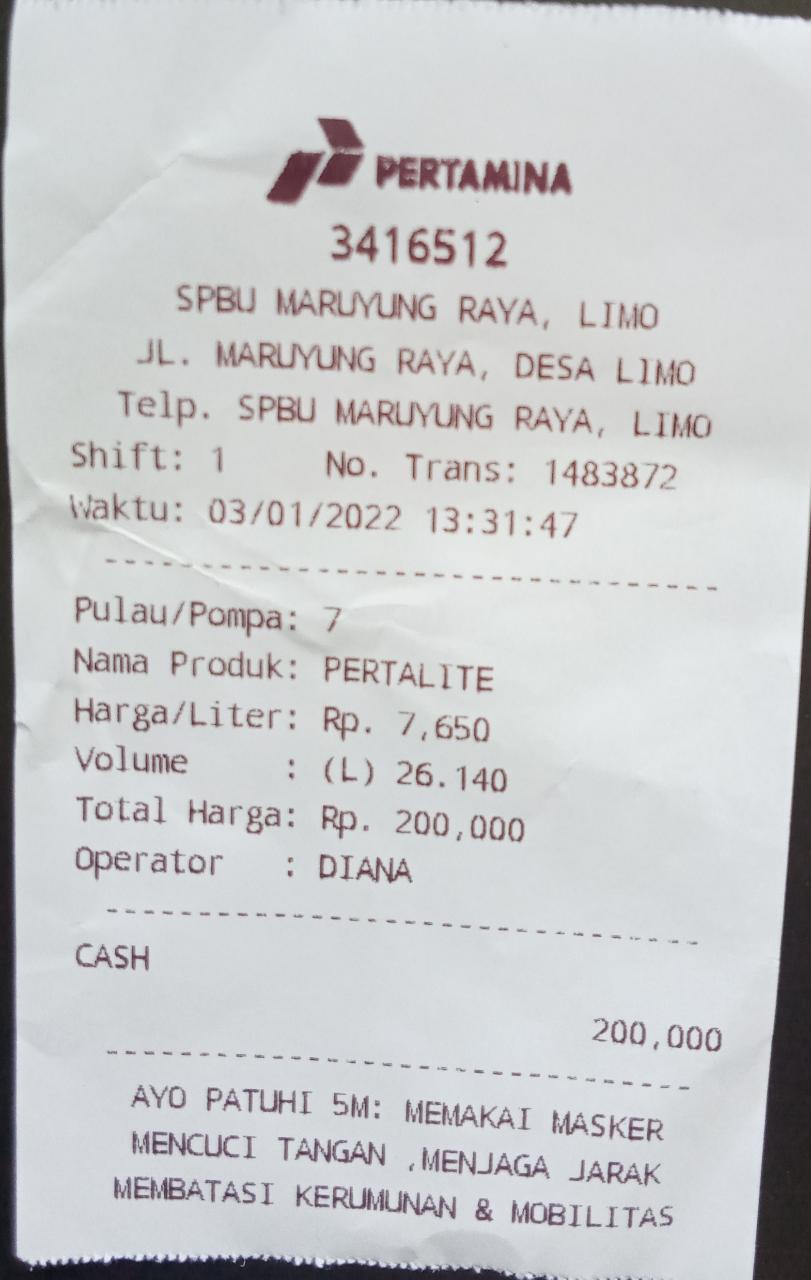 PERTAMINA
3416512
SPBU MARUYUNG RAYA, LIMO
JL. MARUYUNG RAYA, DESA LIMO
Telp. SPBU MARUYUNG RAYA, LIMO
Shift: 1 No. Trans: 1483872
Waktu: 03/01/2022 13:31:47
Pulau/Pompa: 7
Nama Produk: PERTALITE
Harga/Liter: Rp. 7,650
Volume : (L) 26.140
Total Harga: Rp. 200,000
Operator : DIANA
CASH
200,000
AYO PATUHI 5M: MEMAKAI MASKER
MENCUCI TANGAN ,MENJAGA JARAK
MEMBATASI KERUMUNAN & MOBILITAS